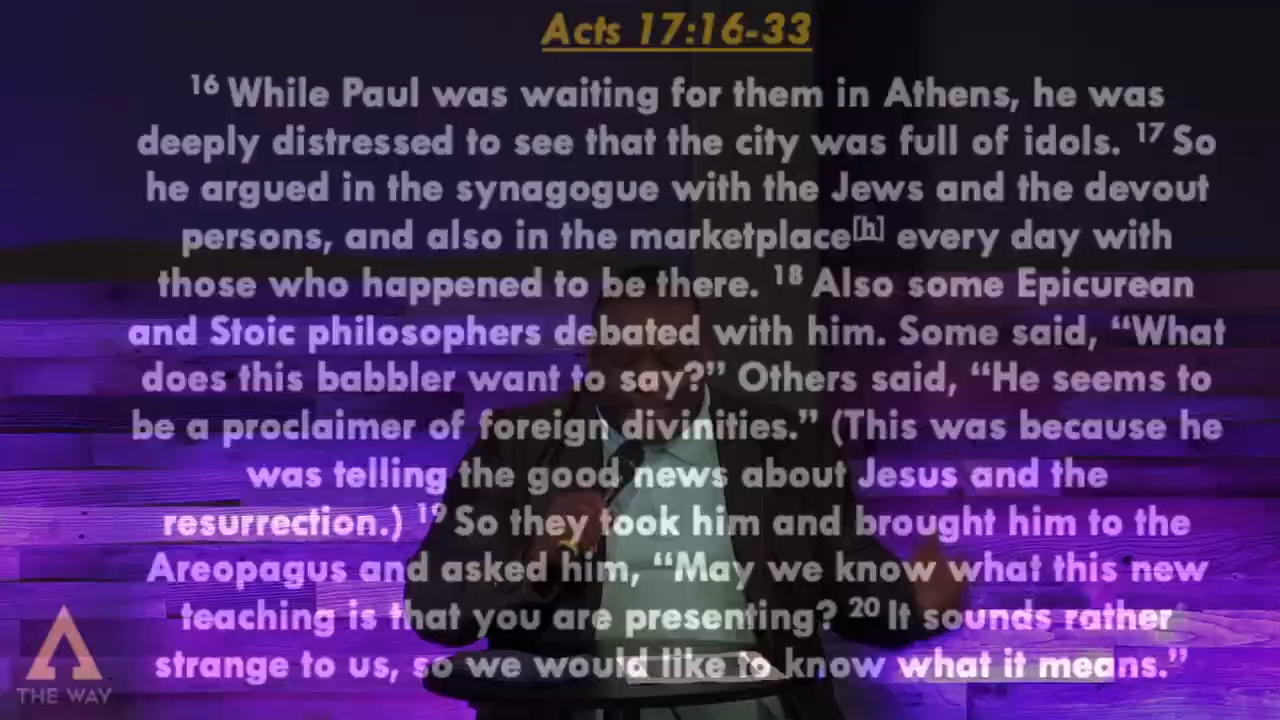 Acts 17:16-33
16 While Paul was waiting for them in Athens, he was
deeply distressed to see that the city was full of idols. 17 So
he argued in the synagogue with the Jews and the devout
persons, and also in the marketplace[h] every day with
those who happened to be there. 18 Also some Epicurean
and Stoic philosophers debated with him. Some said, “What
does this babbler want to say?” Others said, “He seems to
be a proclaimer of foreign divinities.” (This was because he
was telling the good news about Jesus and the
resurrection.) 19 So they took him and brought him to the
Areopagus and asked him, “May we know what this new
teaching is that you are presenting? 20 It sounds rather
strange to us, so we would like to know what it means.”
THE WAY